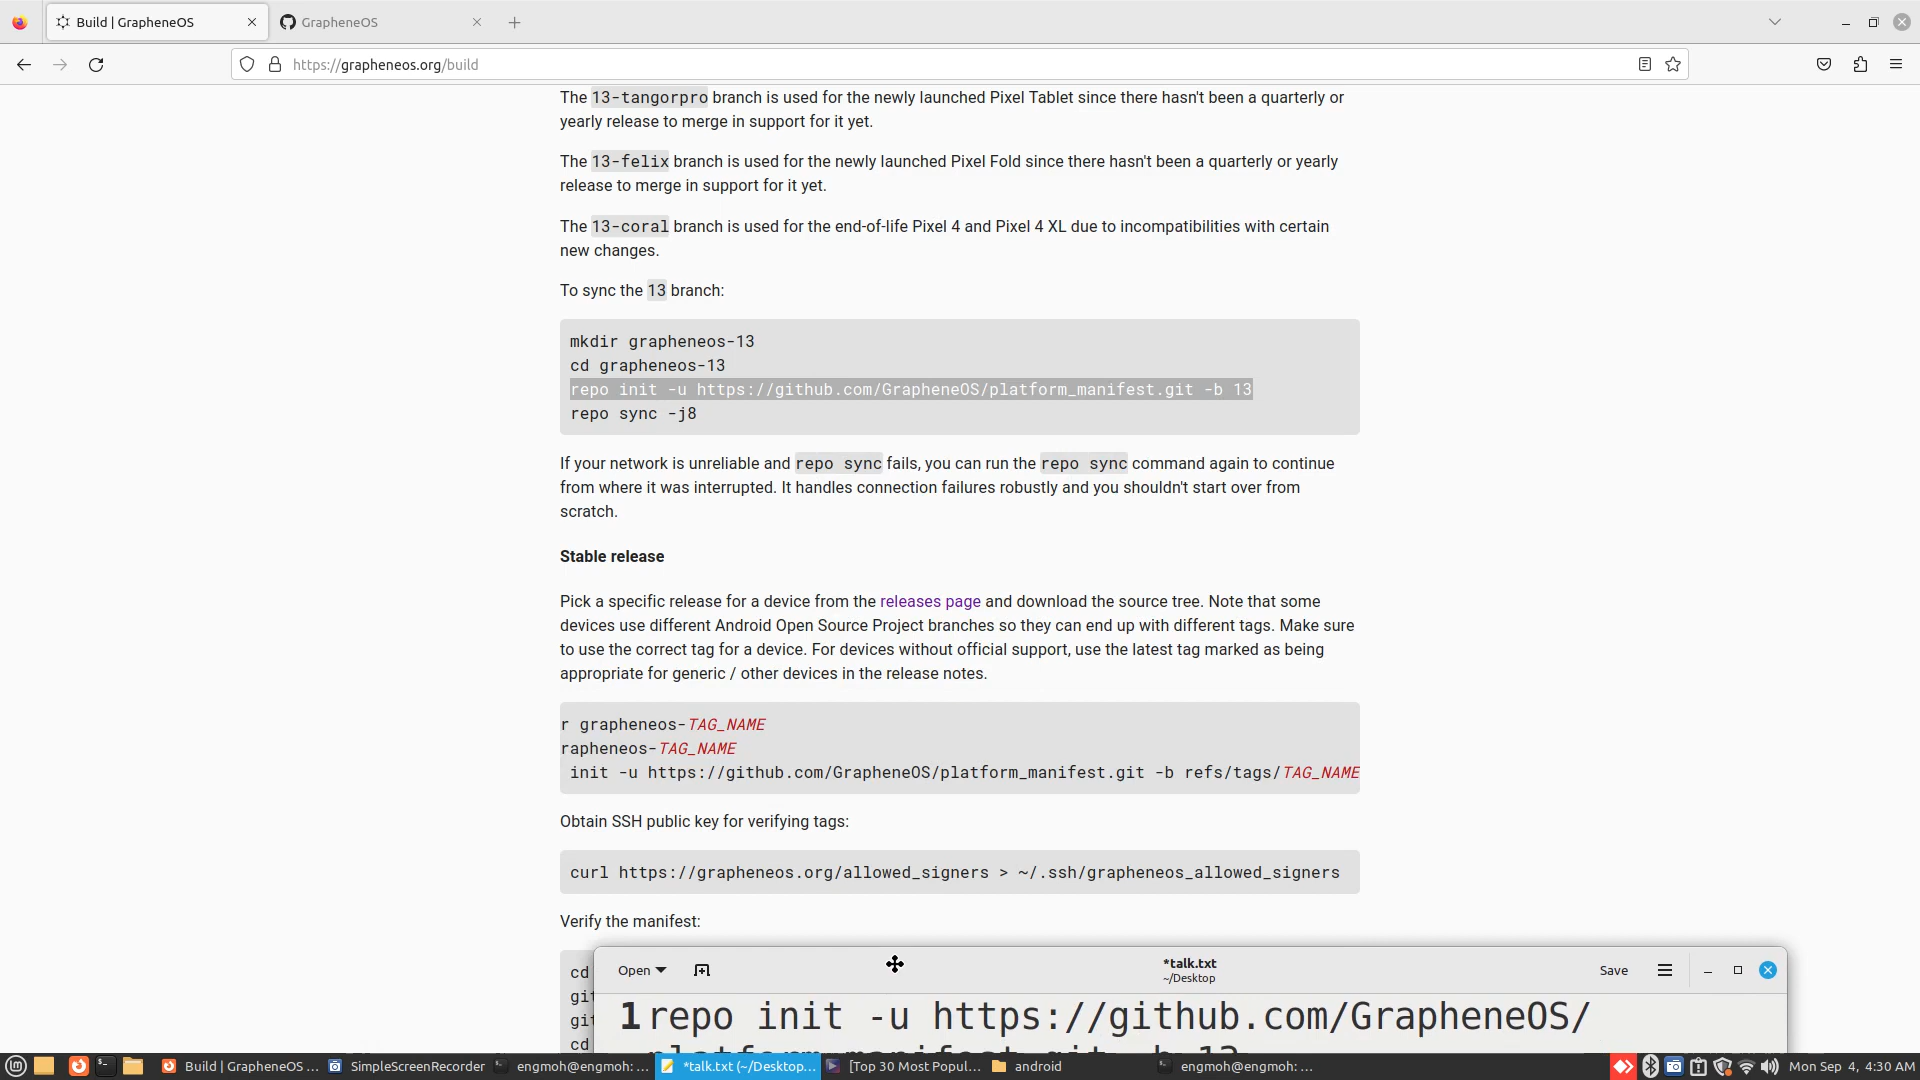 Build | GrapheneOS
GrapheneOS
https://grapheneos.org/build
The 13-tangorpro branch is used for the newly launched Pixel Tablet since there hasn't been a quarterly or
yearly release to merge in support for it yet.
The 13-felix branch is used for the newly launched Pixel Fold since there hasn't been a quarterly or yearly
release to merge in support for it yet.
The 13-coral branch is used for the end-of-life Pixel 4 and Pixel 4 XL due to incompatibilities with certain
new changes.
To sync the 13 branch:
mkdir grapheneos-13
cd grapheneos-13
repo init -u https://github.com/GrapheneOS/platform_manifest.git -b 13
repo sync -j8
If your network is unreliable and repo sync fails, you can run the repo sync command again to continue
from where it was interrupted. It handles connection failures robustly and you shouldn't start over from
scratch.
Stable release
Pick a specific release for a device from the releases page and download the source tree. Note that some
devices use different Android Open Source Project branches so they can end up with different tags. Make sure
to use the correct tag for a device. For devices without official support, use the latest tag marked as being
appropriate for generic / other devices in the release notes.
r grapheneos-TAG_NAME
rapheneos-TAG_NAME
init -u https://github.com/GrapheneOS/platform_manifest.git -b refs/tags/TAG_NAME
Obtain SSH public key for verifying tags:
curl https://grapheneos.org/allowed_signers > ~/.ssh/grapheneos_allowed_signers
Verify the manifest:
cd
git
git
cd
Open
*talk.txt
~/Desktop
Save
1 repo init -u https://github.com/GrapheneOS/
platform_manifest.git -b 13
Build | GrapheneOS ...
SimpleScreenRecorder
engmoh@engmoh: ...
*talk.txt (~/Desktop...
[Top 30 Most Popul...
android
engmoh@engmoh: ...
Mon Sep 4, 4:30 AM